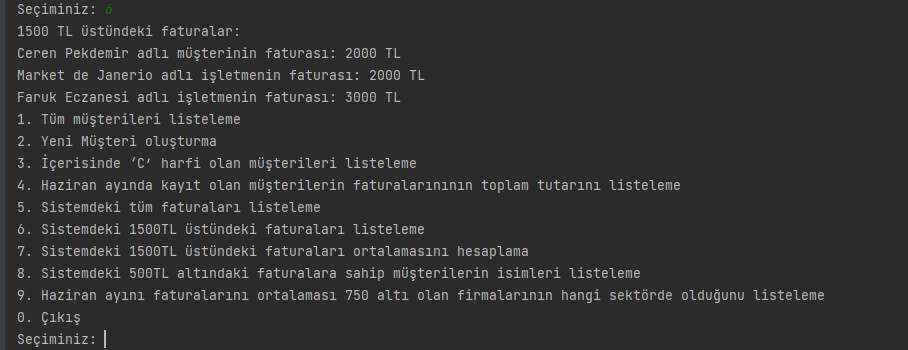 Seçiminiz: 6
1500 TL üstündeki faturalar:
Ceren Pekdemir adlı müşterinin faturası: 2000 TL
Market de Janerio adlı işletmenin faturası: 2000 TL
Faruk Eczanesi adlı işletmenin faturası: 3000 TL
1. Tüm müşterileri listeleme
2. Yeni Müşteri oluşturma
3. İçerisinde ‘C’ harfi olan müşterileri listeleme
4. Haziran ayında kayıt olan müşterilerin faturalarınının toplam tutarını listeleme
5. Sistemdeki tüm faturaları listeleme
6. Sistemdeki 1500TL üstündeki faturaları listeleme
7. Sistemdeki 1500TL üstündeki faturaları ortalamasını hesaplama
8. Sistemdeki 500TL altındaki faturalara sahip müşterilerin isimleri listeleme
9. Haziran ayını faturalarını ortalaması 750 altı olan firmalarının hangi sektörde olduğunu listeleme
0. Çıkış
Seçiminiz: